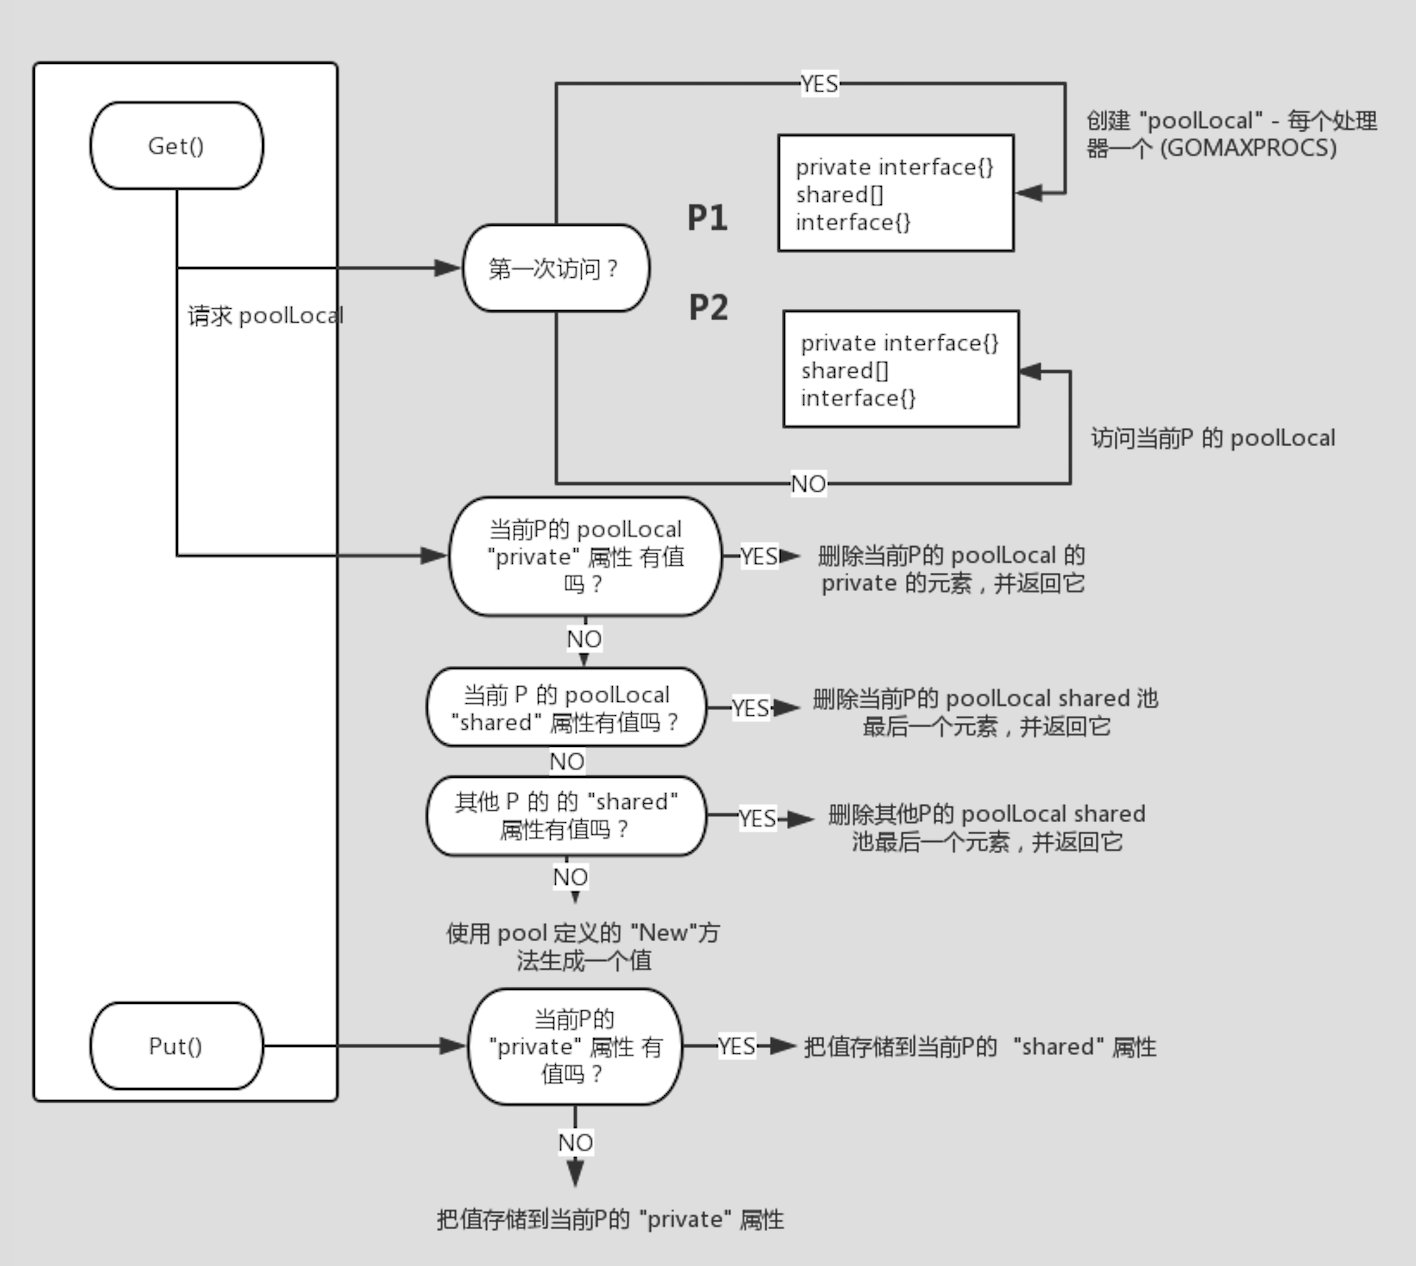 Get()
请求 poolLocal
第一次访问？
YES
创建 "poolLocal" - 每个处理
器一个 (GOMAXPROCS)
P1
private interface{}
shared[]
interface{}
P2
private interface{}
shared[]
interface{}
访问当前P 的 poolLocal
NO
当前P的 poolLocal
"private" 属性 有值
吗？
YES
删除当前P的 poolLocal 的
private 的元素，并返回它
NO
当前 P 的 poolLocal
"shared" 属性有值吗？
YES
删除当前P的 poolLocal shared 池
最后一个元素，并返回它
NO
其他 P 的 的 "shared"
属性有值吗？
YES
删除其他P的 poolLocal shared
池最后一个元素，并返回它
NO
使用 pool 定义的 "New"方
法生成一个值
Put()
当前P的
"private" 属性 有
值吗？
YES
把值存储到当前P的 "shared" 属性
NO
把值存储到当前P的 "private" 属性